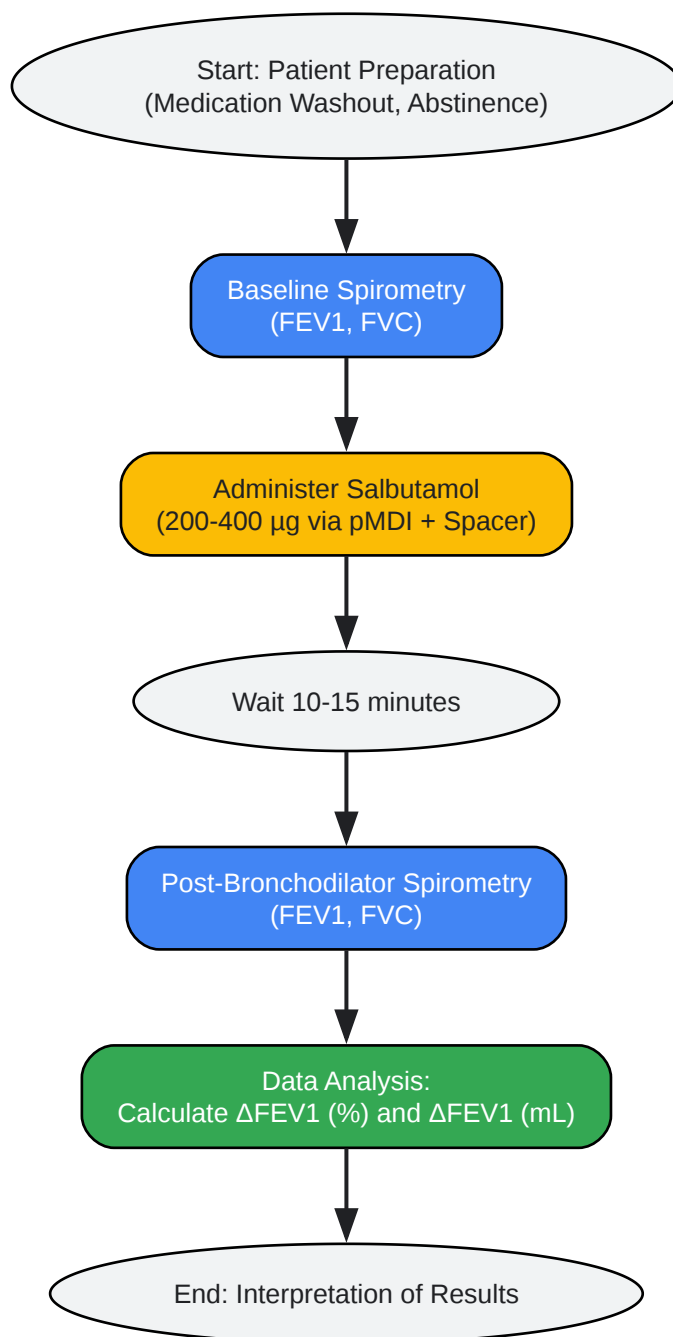 Start: Patient Preparation
(Medication Washout, Abstinence)
Baseline Spirometry
(FEV1, FVC)
Administer Salbutamol
(200-400 µg via pMDI + Spacer)
Wait 10-15 minutes
Post-Bronchodilator Spirometry
(FEV1, FVC)
Data Analysis:
Calculate ΔFEV1 (%) and ΔFEV1 (mL)
End: Interpretation of Results